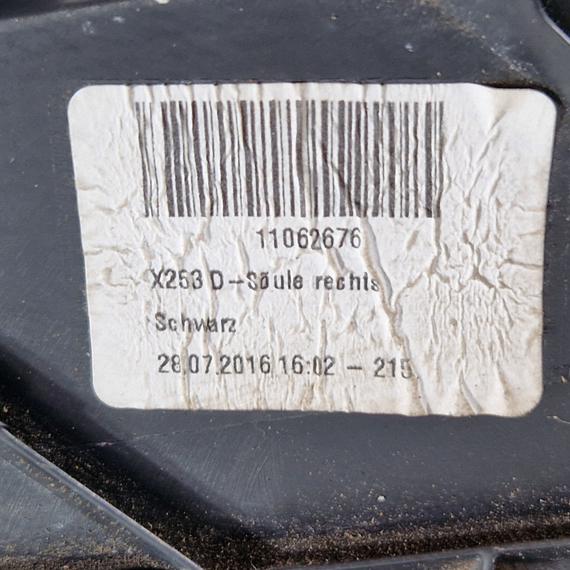 11062676
X253 D-Säule rechts
Schwarz
28.07.2016 16:02 - 215